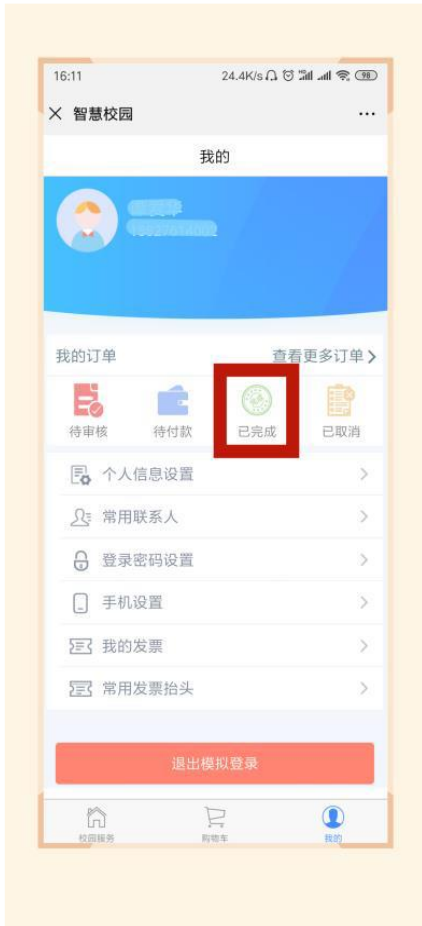 16:11 24.4K/s 98
智慧校园
我的
我的订单 查看更多订单
待审核 待付款 已完成 已取消
个人信息设置
常用联系人
登录密码设置
手机设置
我的发票
常用发票抬头
退出模拟登录
校园服务 购物车 我的